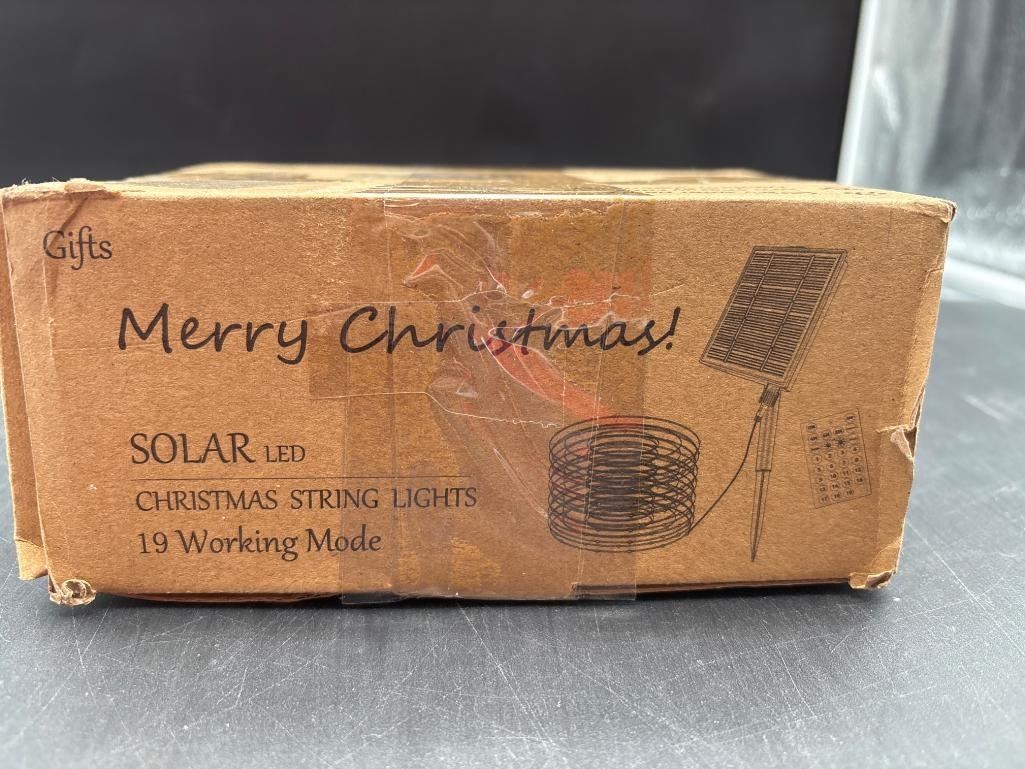 Gifts
Merry Christmas!
SOLAR LED
CHRISTMAS STRING LIGHTS
19 Working Mode